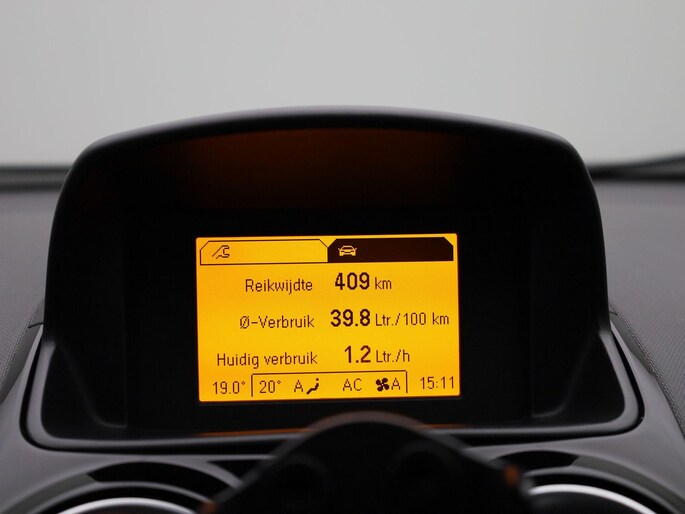 Reikwijdte 409 km
Ø-Verbruik 39.8 Ltr./100 km
Huidig verbruik 1.2 Ltr./h
19.0° 20° A AC A 15:11